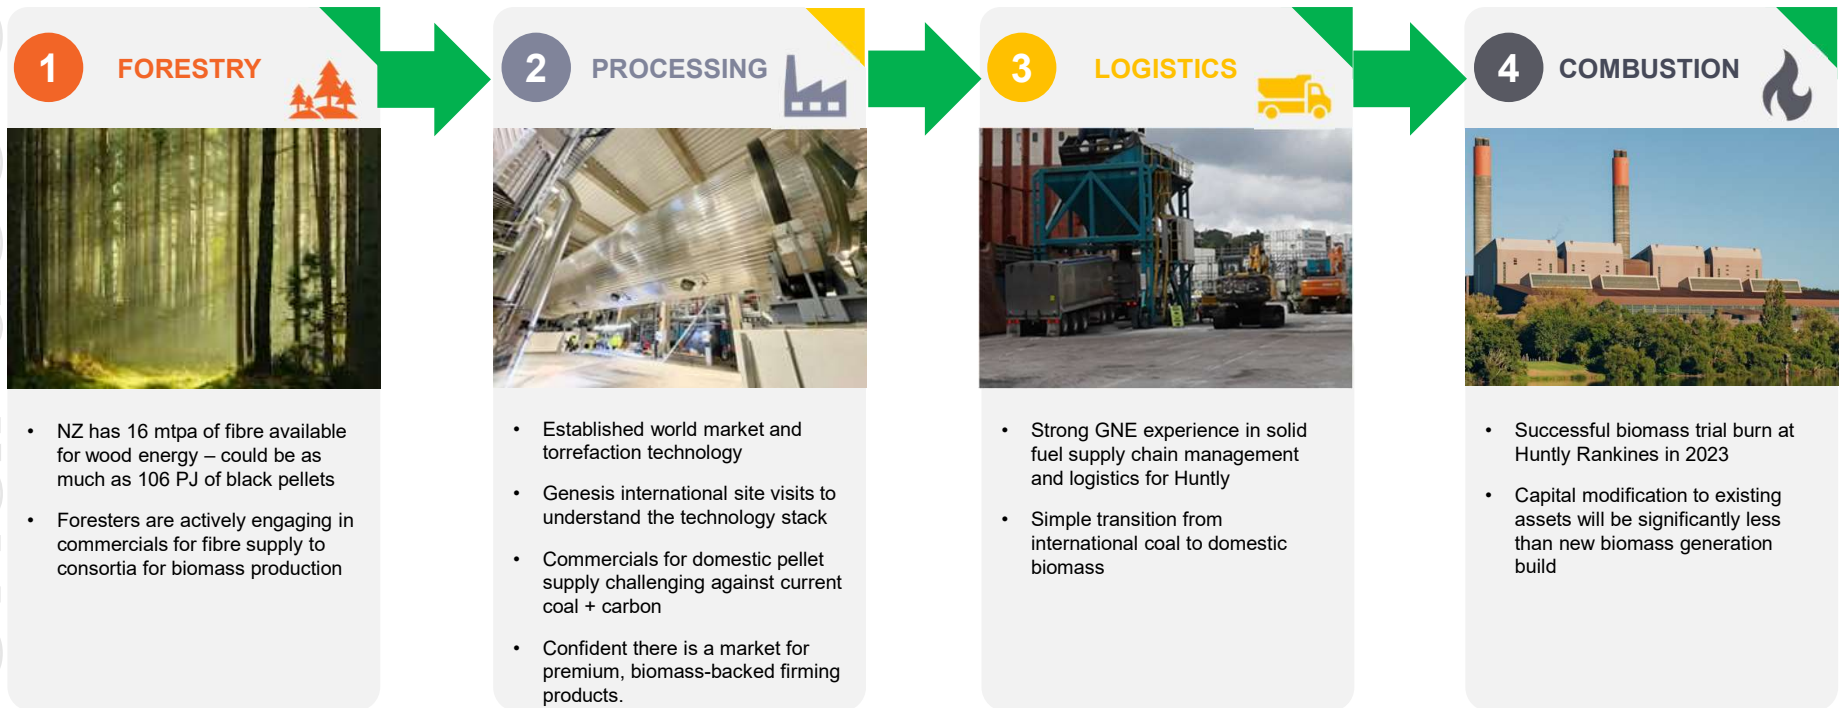 1 FORESTRY
• NZ has 16 mtpa of fibre available
for wood energy – could be as
much as 106 PJ of black pellets
• Foresters are actively engaging in
commercials for fibre supply to
consortia for biomass production
2 PROCESSING
• Established world market and
torrefaction technology
• Genesis international site visits to
understand the technology stack
• Commercials for domestic pellet
supply challenging against current
coal + carbon
• Confident there is a market for
premium, biomass-backed firming
products.
3 LOGISTICS
• Strong GNE experience in solid
fuel supply chain management
and logistics for Huntly
• Simple transition from
international coal to domestic
biomass
4 COMBUSTION
• Successful biomass trial burn at
Huntly Rankines in 2023
• Capital modification to existing
assets will be significantly less
than new biomass generation
build